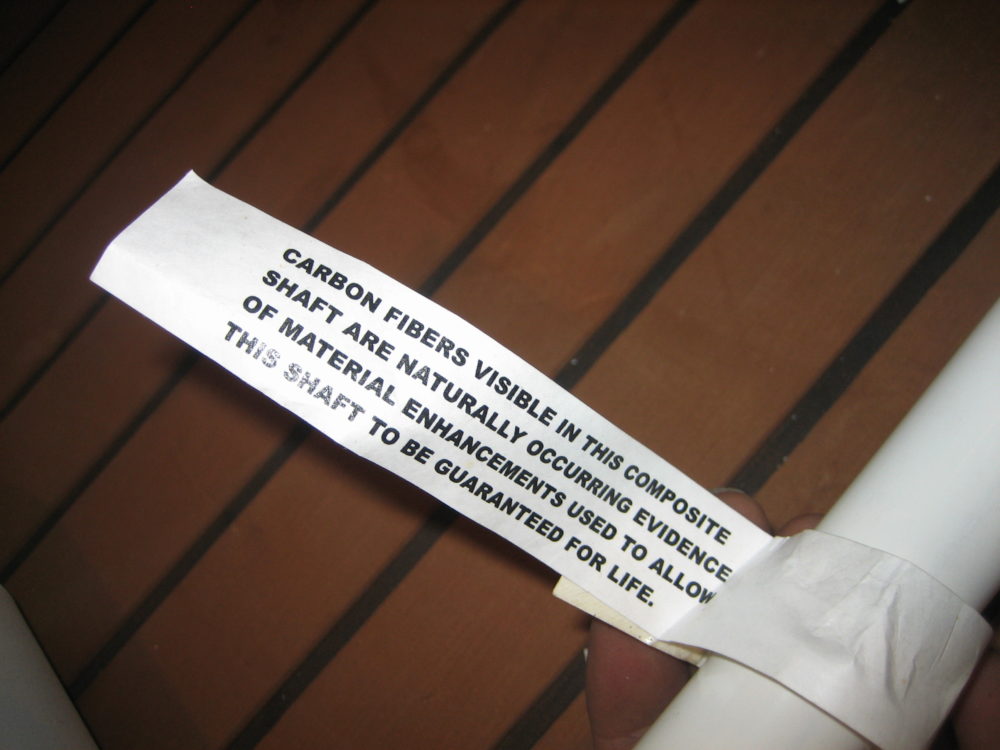 CARBON FIBERS VISIBLE IN THIS COMPOSITE
SHAFT ARE NATURALLY OCCURRING EVIDENCE
OF MATERIAL ENHANCEMENTS USED TO ALLOW
THIS SHAFT TO BE GUARANTEED FOR LIFE.